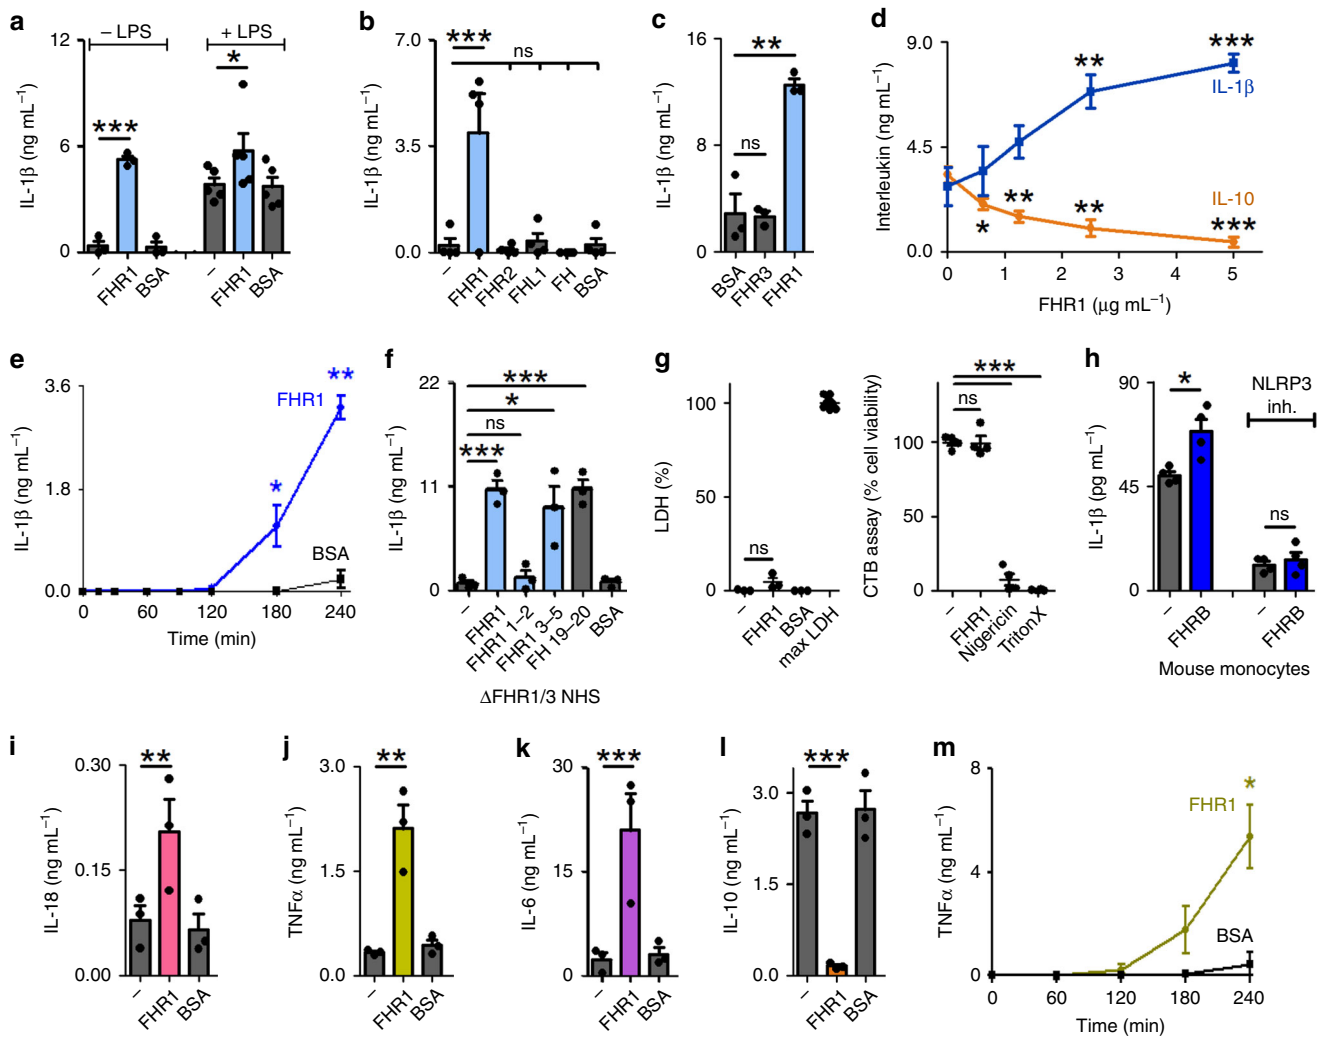 a
– LPS
+ LPS
12
6
0
IL-1β (ng mL⁻¹)
***
*
–
FHR1
BSA
–
FHR1
BSA
b
7.0
3.5
0.0
IL-1β (ng mL⁻¹)
***
ns
–
FHR1
FHR2
FHL1
FH
BSA
c
16
8
0
IL-1β (ng mL⁻¹)
**
ns
BSA
FHR3
FHR1
d
9.0
4.5
0.0
Interleukin (ng mL⁻¹)
**
***
IL-1β
IL-10
*
**
**
***
0 1 2 3 4 5
FHR1 (μg mL⁻¹)
e
3.6
1.8
0.0
IL-1β (ng mL⁻¹)
FHR1
**
*
BSA
0 60 120 180 240
Time (min)
f
22
11
0
IL-1β (ng mL⁻¹)
***
*
ns
***
–
FHR1
FHR1 1–2
FHR1 3–5
FH 19–20
BSA
ΔFHR1/3 NHS
g
100
50
0
LDH (%)
ns
–
FHR1
BSA
max LDH
100
50
0
CTB assay (% cell viability)
***
ns
–
FHR1
Nigericin
TritonX
h
90
45
0
IL-1β (pg mL⁻¹)
*
NLRP3
inh.
ns
–
FHRB
–
FHRB
Mouse monocytes
i
0.30
0.15
0.00
IL-18 (ng mL⁻¹)
**
–
FHR1
BSA
j
3.0
1.5
0.0
TNFα (ng mL⁻¹)
**
–
FHR1
BSA
k
30
15
0
IL-6 (ng mL⁻¹)
***
–
FHR1
BSA
l
3.0
1.5
0.0
IL-10 (ng mL⁻¹)
***
–
FHR1
BSA
m
8
4
0
TNFα (ng mL⁻¹)
FHR1
*
BSA
0 60 120 180 240
Time (min)